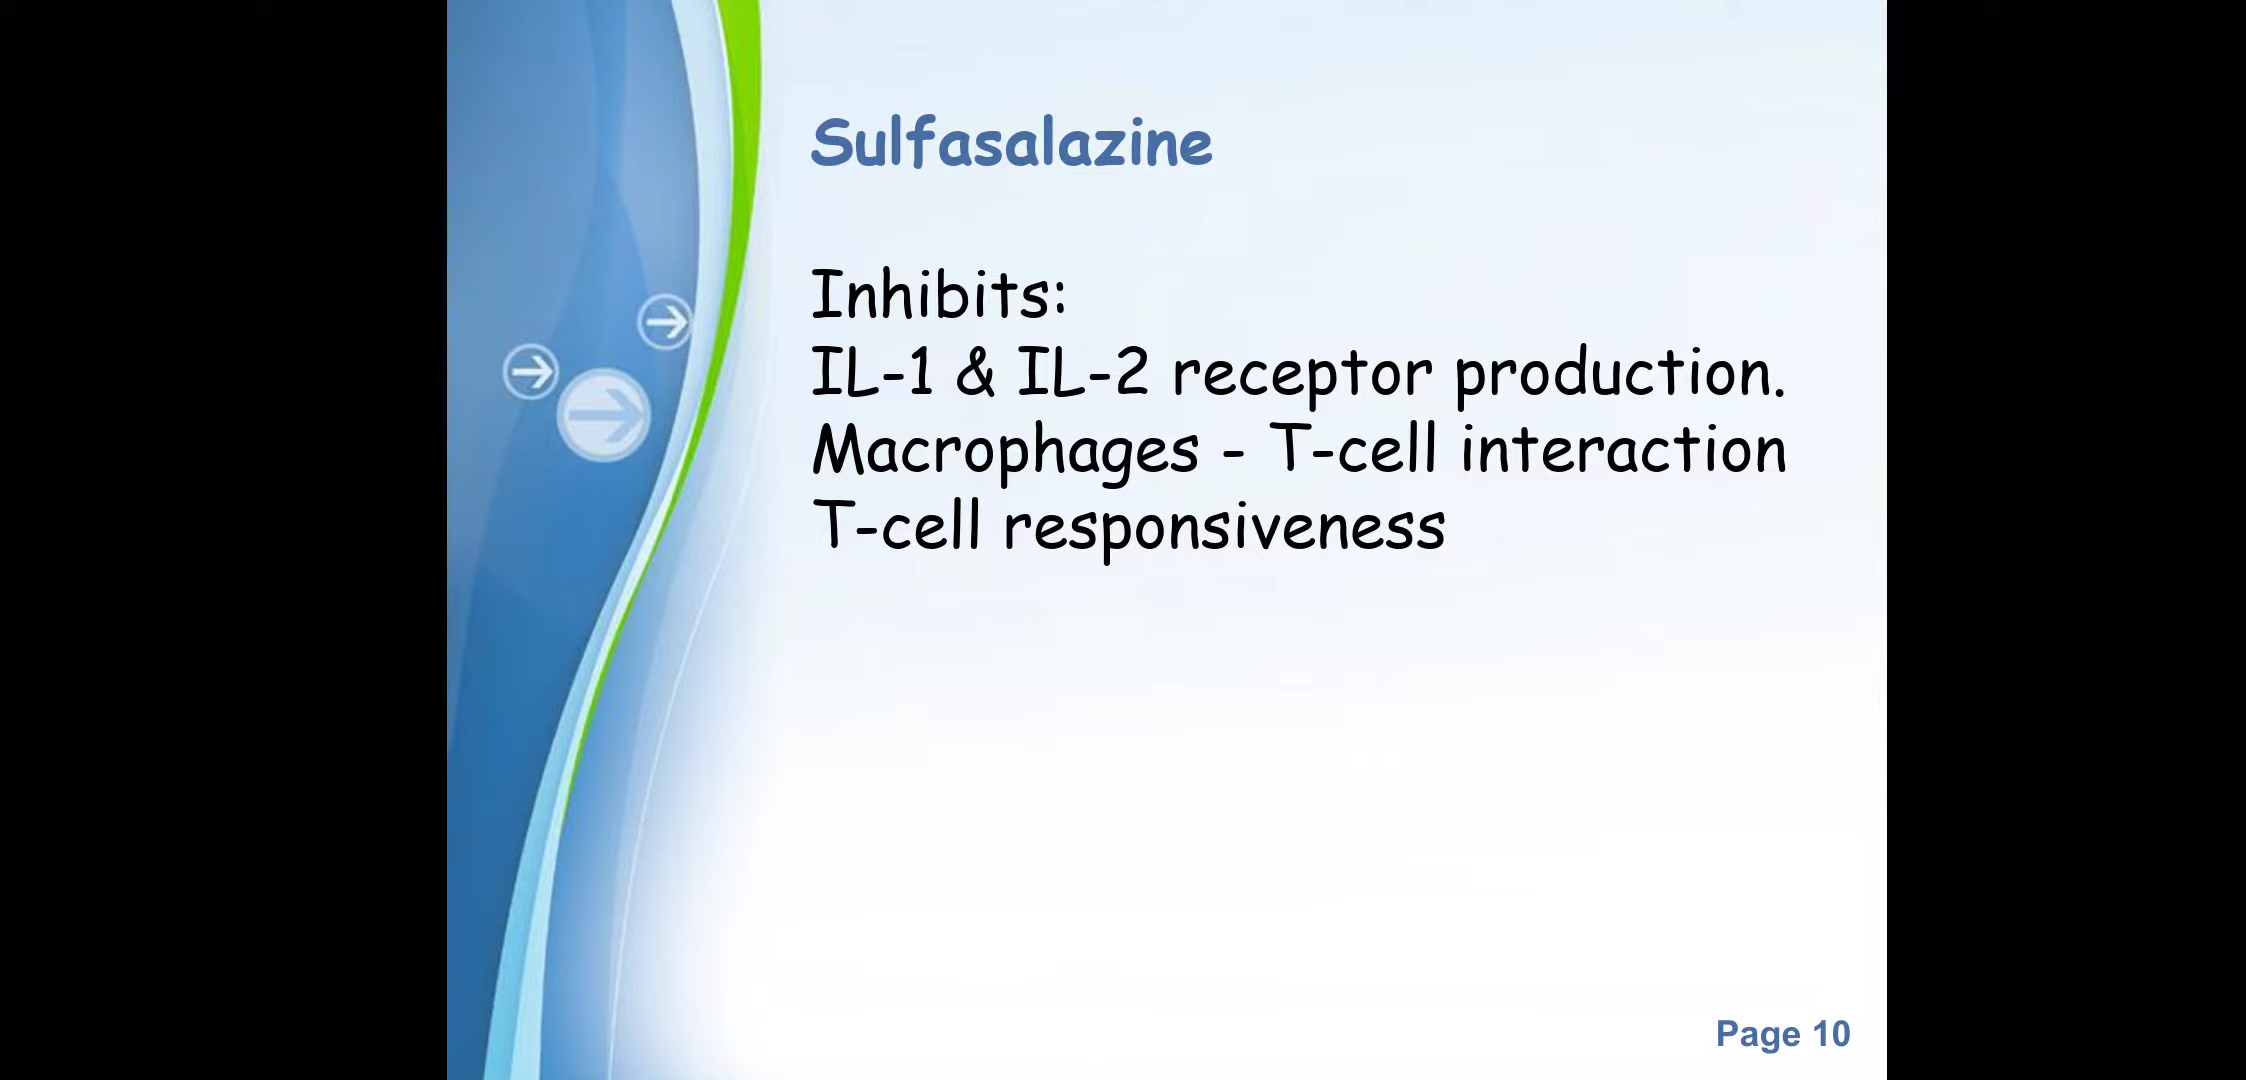 Sulfasalazine
Inhibits:
IL-1 & IL-2 receptor production.
Macrophages - T-cell interaction
T-cell responsiveness
Page 10